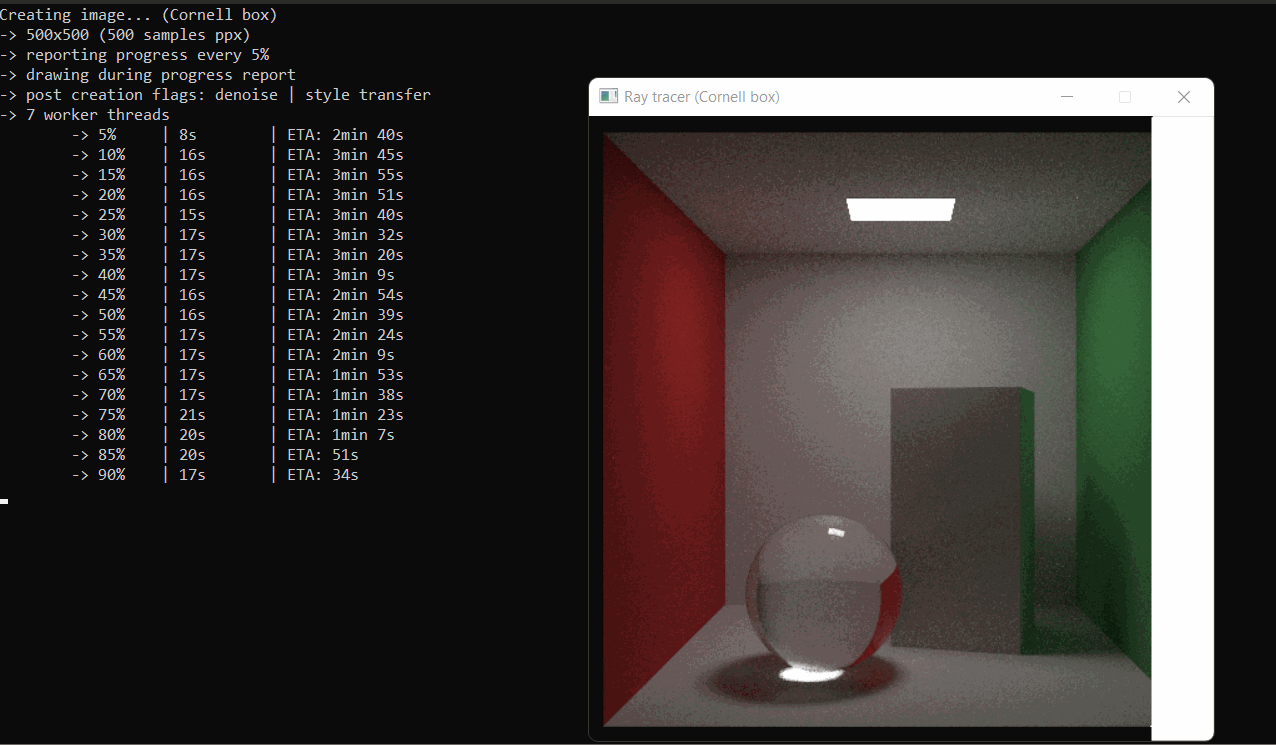 Creating image... (Cornell box)
-> 500x500 (500 samples ppx)
-> reporting progress every 5%
-> drawing during progress report
-> post creation flags: denoise | style transfer
-> 7 worker threads
-> 5% | 8s | ETA: 2min 40s
-> 10% | 16s | ETA: 3min 45s
-> 15% | 16s | ETA: 3min 55s
-> 20% | 16s | ETA: 3min 51s
-> 25% | 15s | ETA: 3min 40s
-> 30% | 17s | ETA: 3min 32s
-> 35% | 17s | ETA: 3min 20s
-> 40% | 17s | ETA: 3min 9s
-> 45% | 16s | ETA: 2min 54s
-> 50% | 16s | ETA: 2min 39s
-> 55% | 17s | ETA: 2min 24s
-> 60% | 17s | ETA: 2min 9s
-> 65% | 17s | ETA: 1min 53s
-> 70% | 17s | ETA: 1min 38s
-> 75% | 21s | ETA: 1min 23s
-> 80% | 20s | ETA: 1min 7s
-> 85% | 20s | ETA: 51s
-> 90% | 17s | ETA: 34s
Ray tracer (Cornell box)